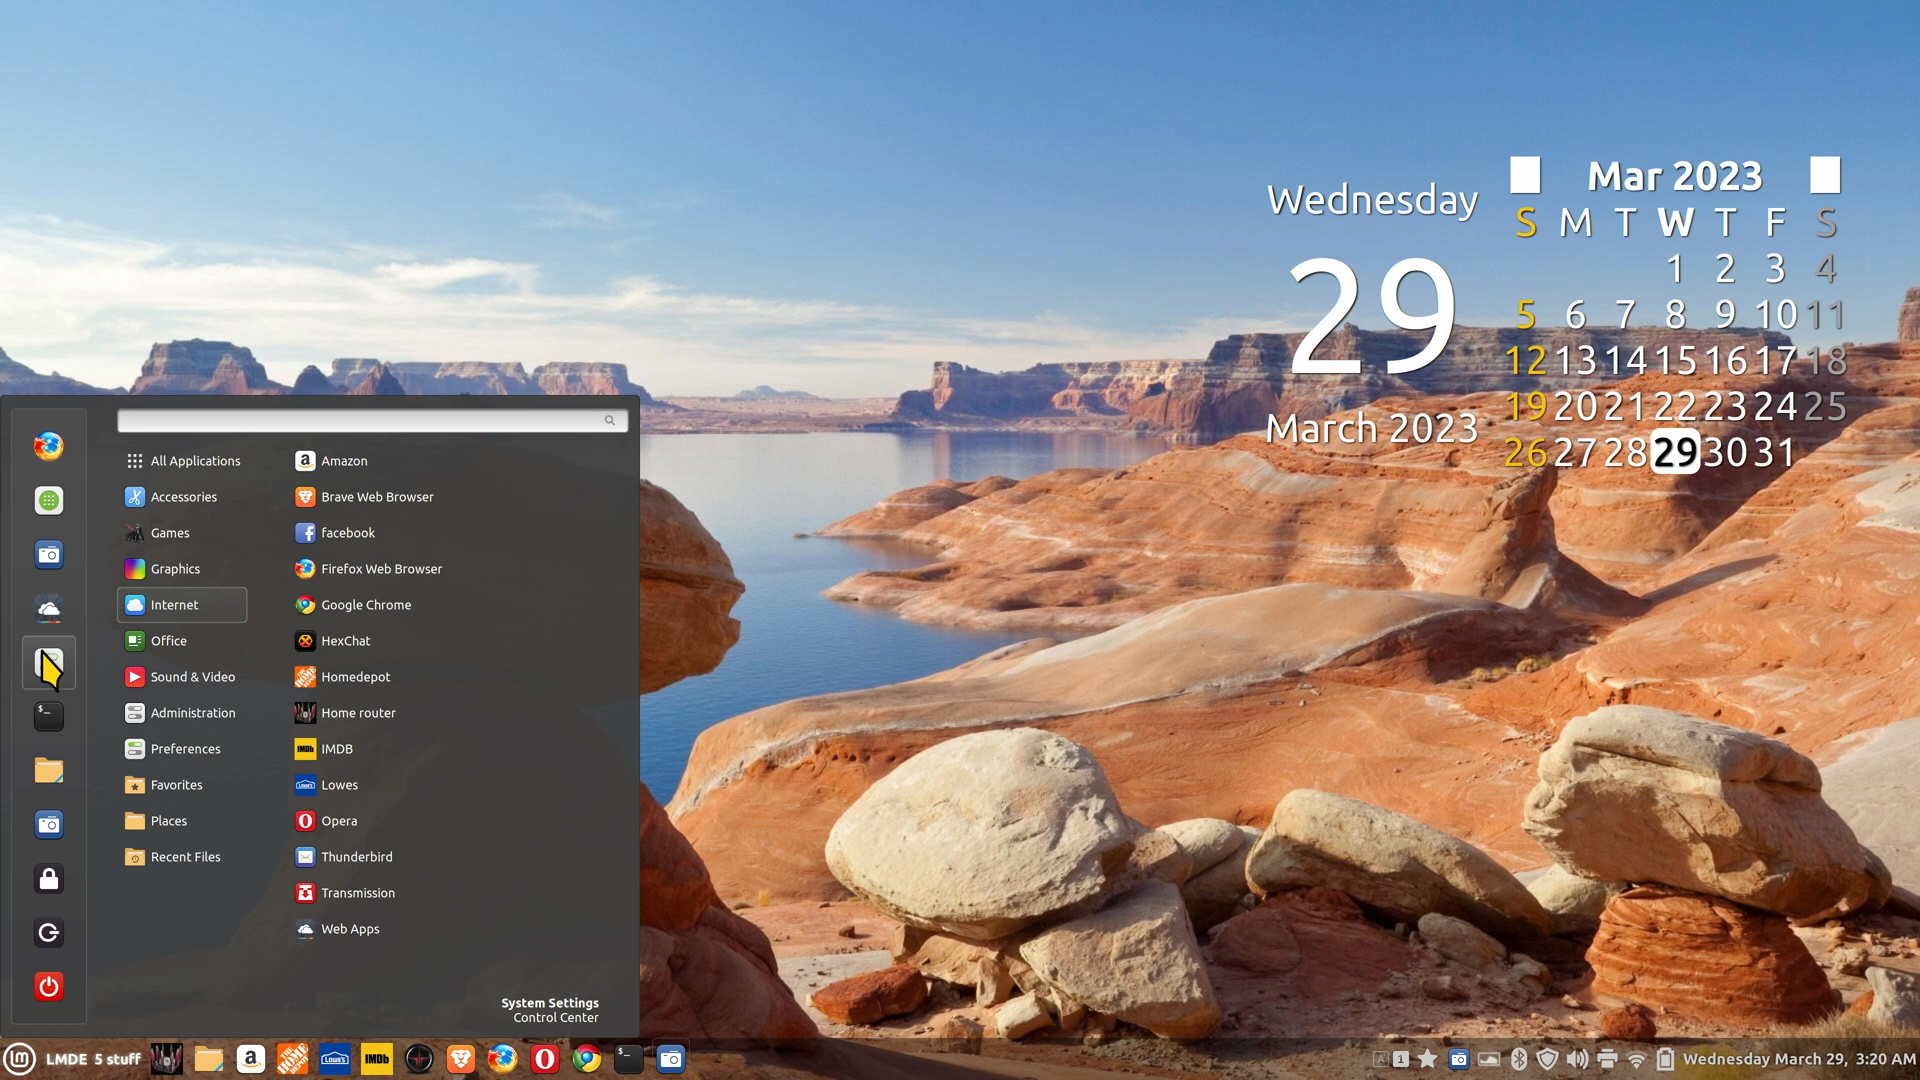 Wednesday
29
March 2023
Mar 2023
S M T W T F S
1 2 3 4
5 6 7 8 9 10 11
12 13 14 15 16 17 18
19 20 21 22 23 24 25
26 27 28 29 30 31
All Applications
Accessories
Games
Graphics
Internet
Office
Sound & Video
Administration
Preferences
Favorites
Places
Recent Files
Amazon
Brave Web Browser
facebook
Firefox Web Browser
Google Chrome
HexChat
Homedepot
Home router
IMDB
Lowes
Opera
Thunderbird
Transmission
Web Apps
System Settings
Control Center
LMDE 5 stuff
LOWE'S
IMDb
A
1
Wednesday March 29, 3:20 AM